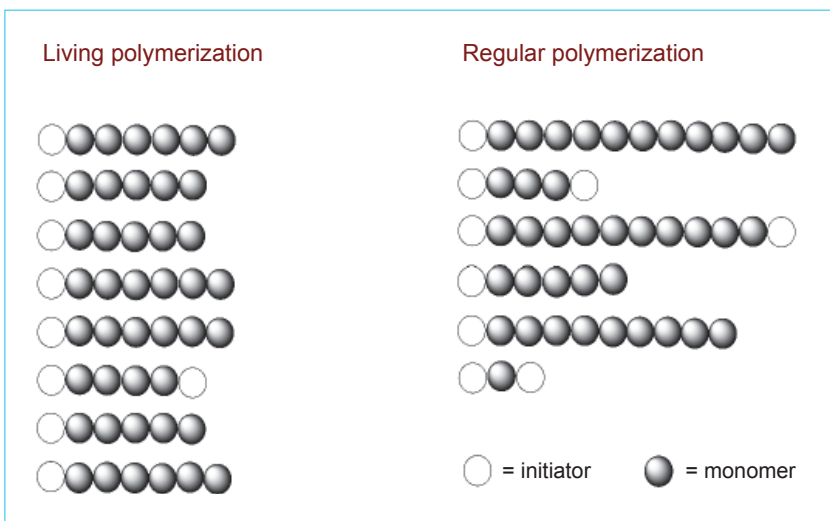 Living polymerization
Regular polymerization
= initiator
= monomer